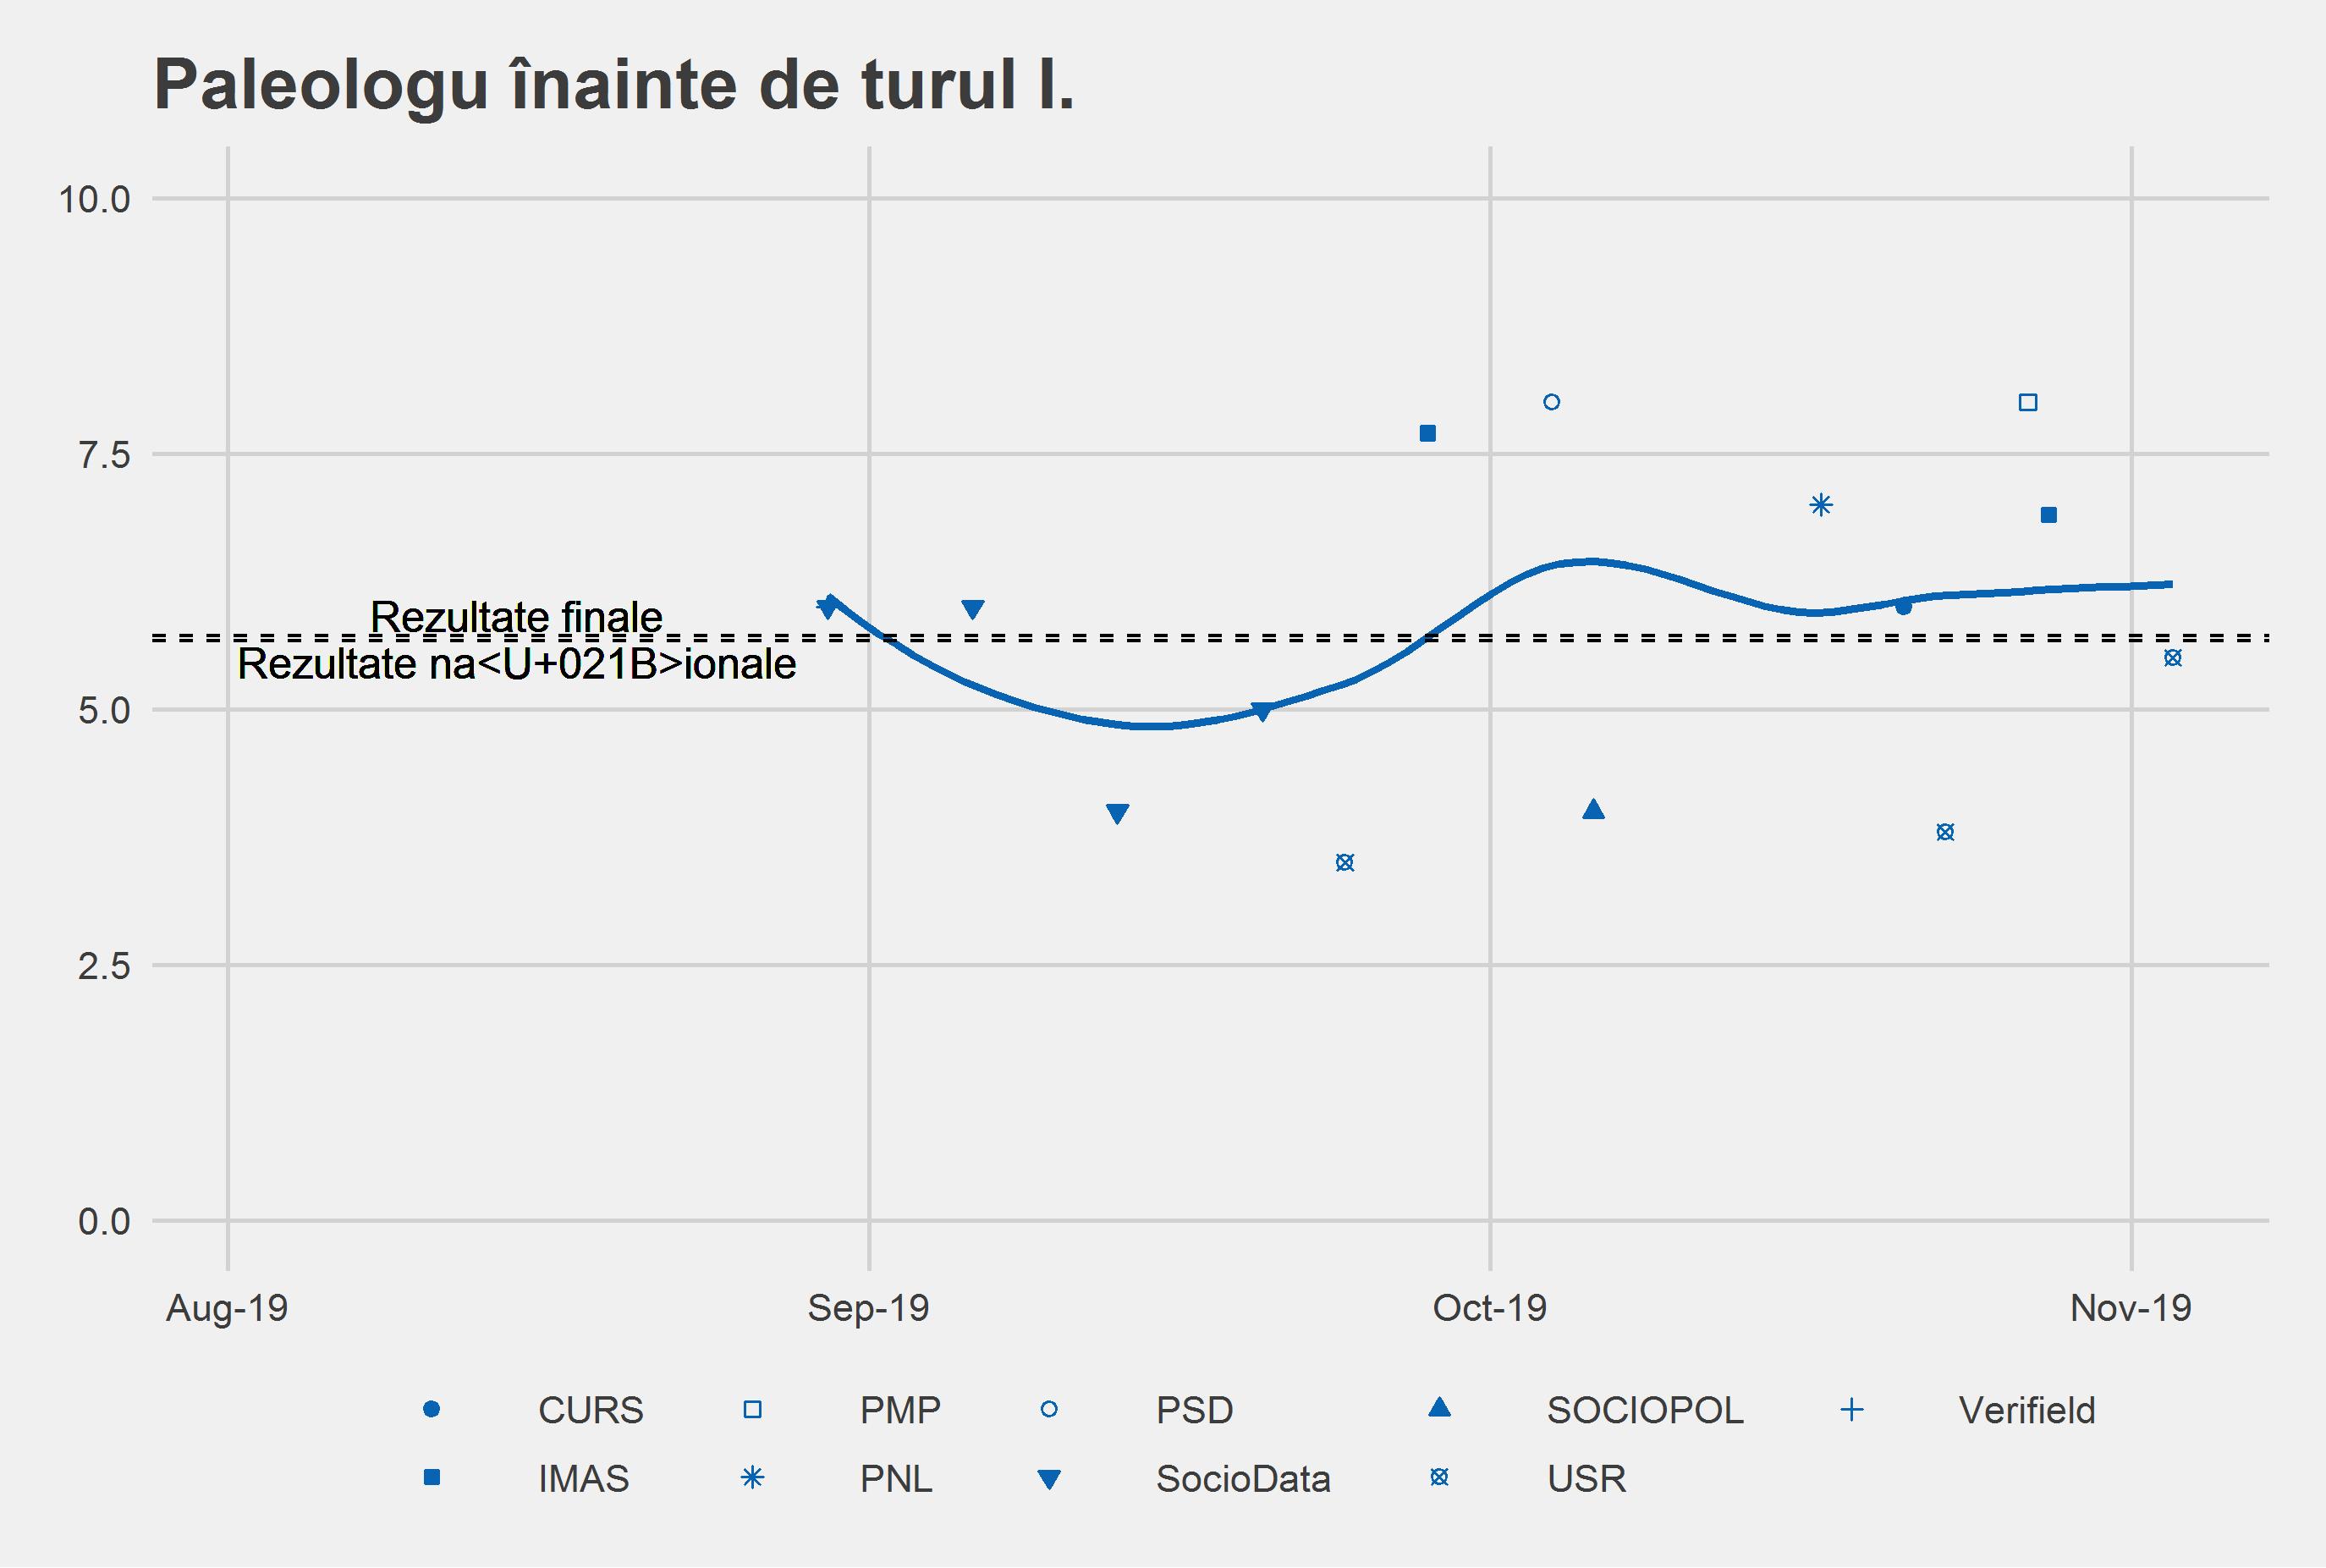 Paleologu înainte de turul I.
10.0
7.5
Rezultate finale
Rezultate na<U+021B>ionale
5.0
2.5
0.0
Aug-19 Sep-19 Oct-19 Nov-19
CURS PMP PSD SOCIOPOL Verifield
IMAS PNL SocioData USR